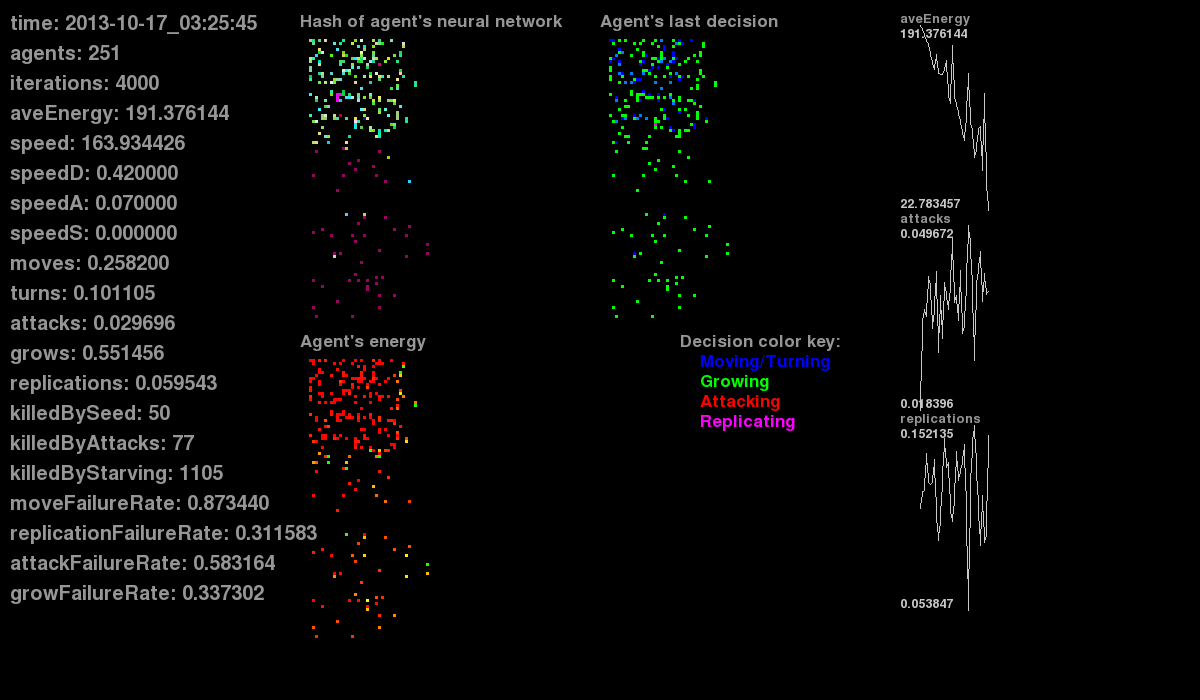 time: 2013-10-17_03:25:45
agents: 251
iterations: 4000
aveEnergy: 191.376144
speed: 163.934426
speedD: 0.420000
speedA: 0.070000
speedS: 0.000000
moves: 0.258200
turns: 0.101105
attacks: 0.029696
grows: 0.551456
replications: 0.059543
killedBySeed: 50
killedByAttacks: 77
killedByStarving: 1105
moveFailureRate: 0.873440
replicationFailureRate: 0.311583
attackFailureRate: 0.583164
growFailureRate: 0.337302
Hash of agent's neural network
Agent's last decision
Agent's energy
Decision color key:
Moving/Turning
Growing
Attacking
Replicating
aveEnergy
191.376144
22.783457
attacks
0.049672
0.018396
replications
0.152135
0.053847